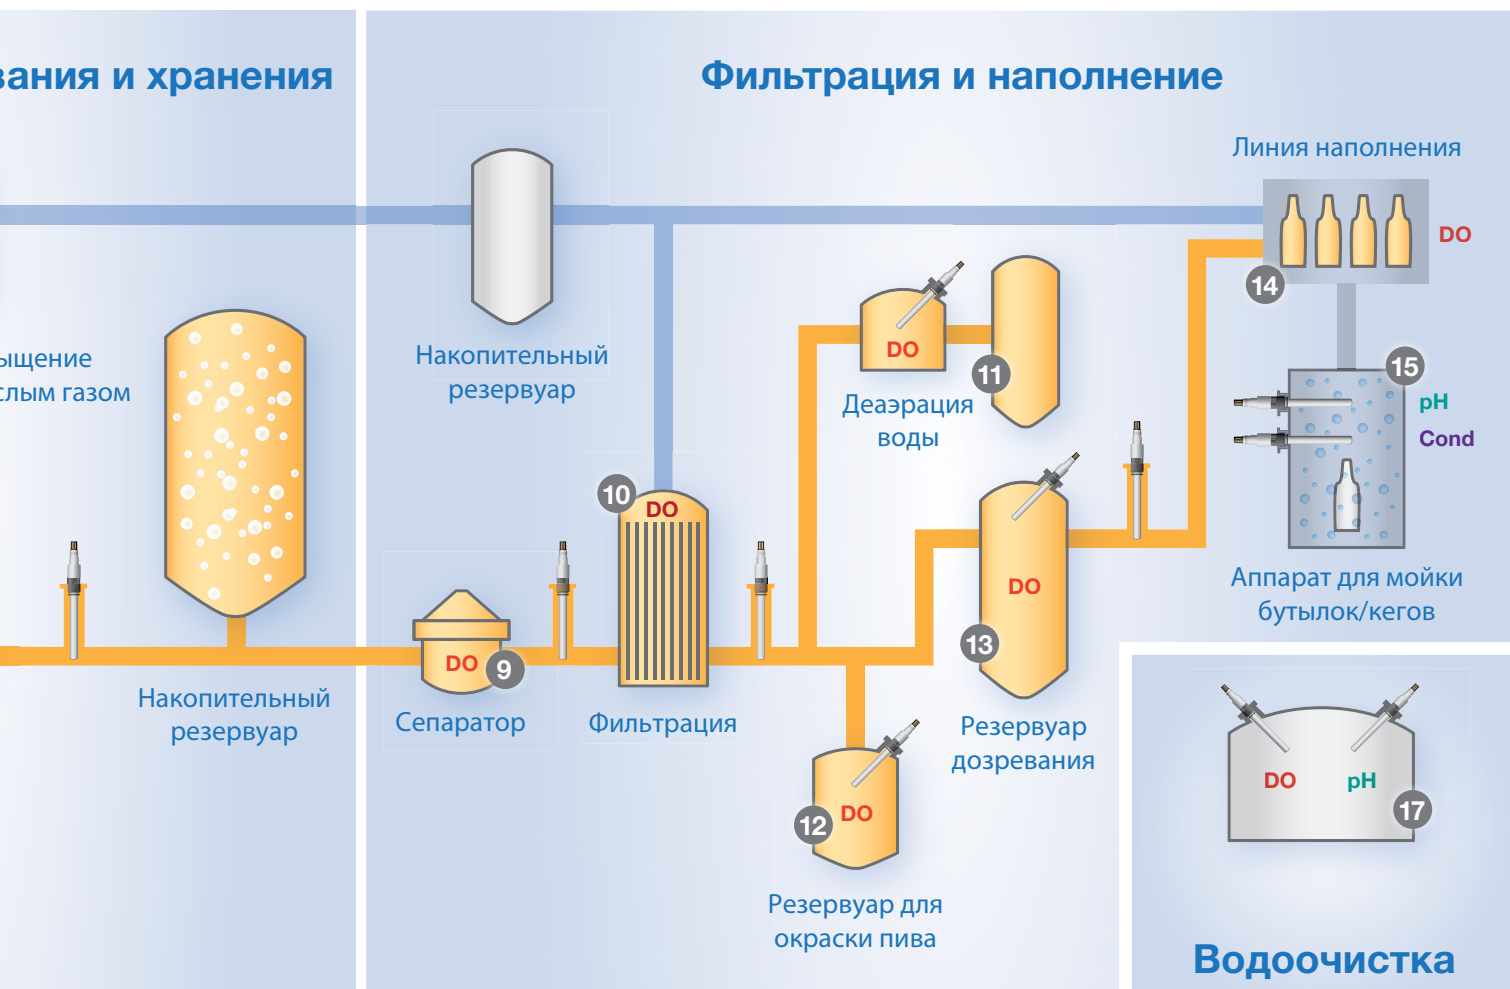 вания и хранения
Фильтрация и наполнение
Линия наполнения
DO
14
ыщение
слым газом
Накопительный
резервуар
DO
11
Деаэрация
воды
15
pH
Cond
Аппарат для мойки
бутылок/кегов
10
DO
DO
9
DO
13
Накопительный
резервуар
Сепаратор
Фильтрация
Резервуар
дозревания
DO
12
Резервуар для
окраски пива
DO
pH
17
Водоочистка